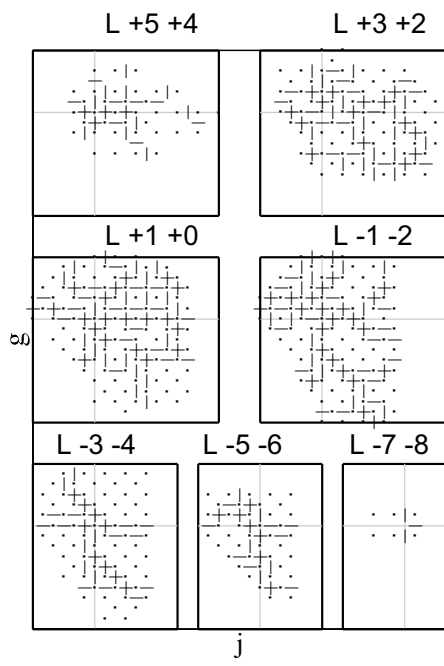 L +5 +4
L +3 +2
L +1 +0
L -1 -2
g
L -3 -4
L -5 -6
L -7 -8
j